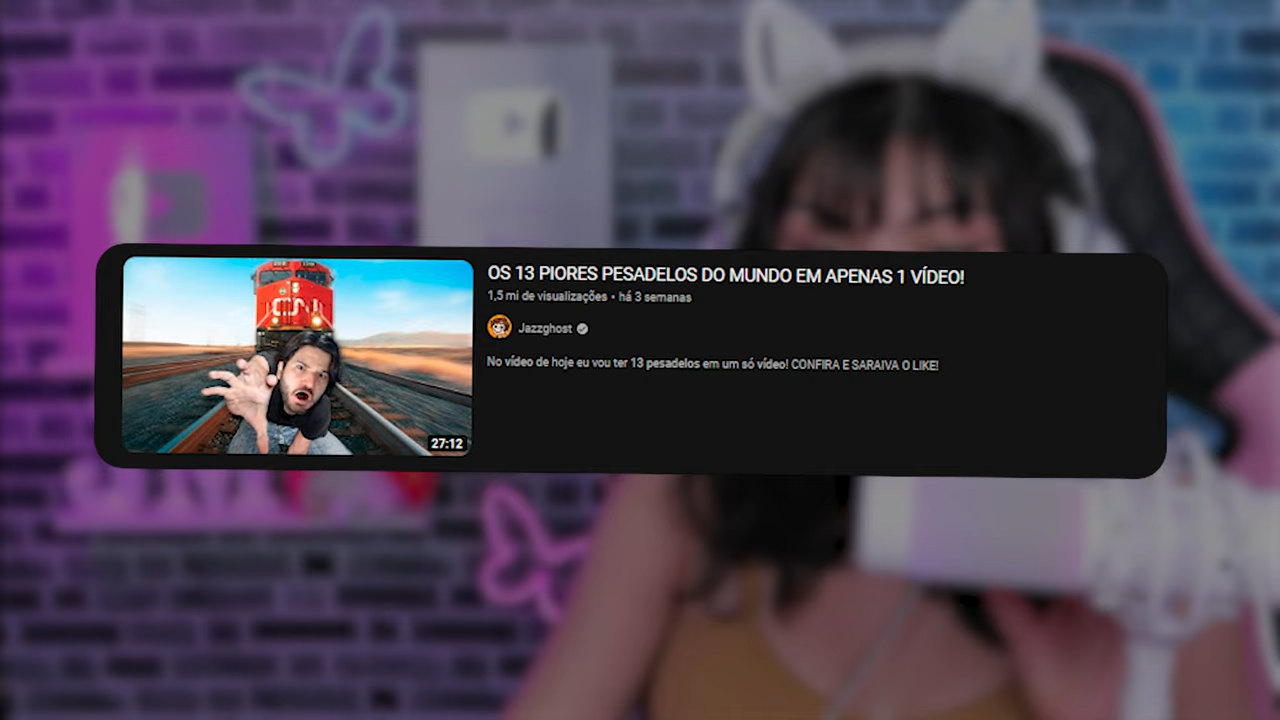 OS 13 PIORES PESADELOS DO MUNDO EM APENAS 1 VÍDEO!
1,5 mi de visualizações • há 3 semanas
Jazzghost
No vídeo de hoje eu vou ter 13 pesadelos em um só vídeo! CONFIRA E SARAIVA O LIKE!
CN
27:12